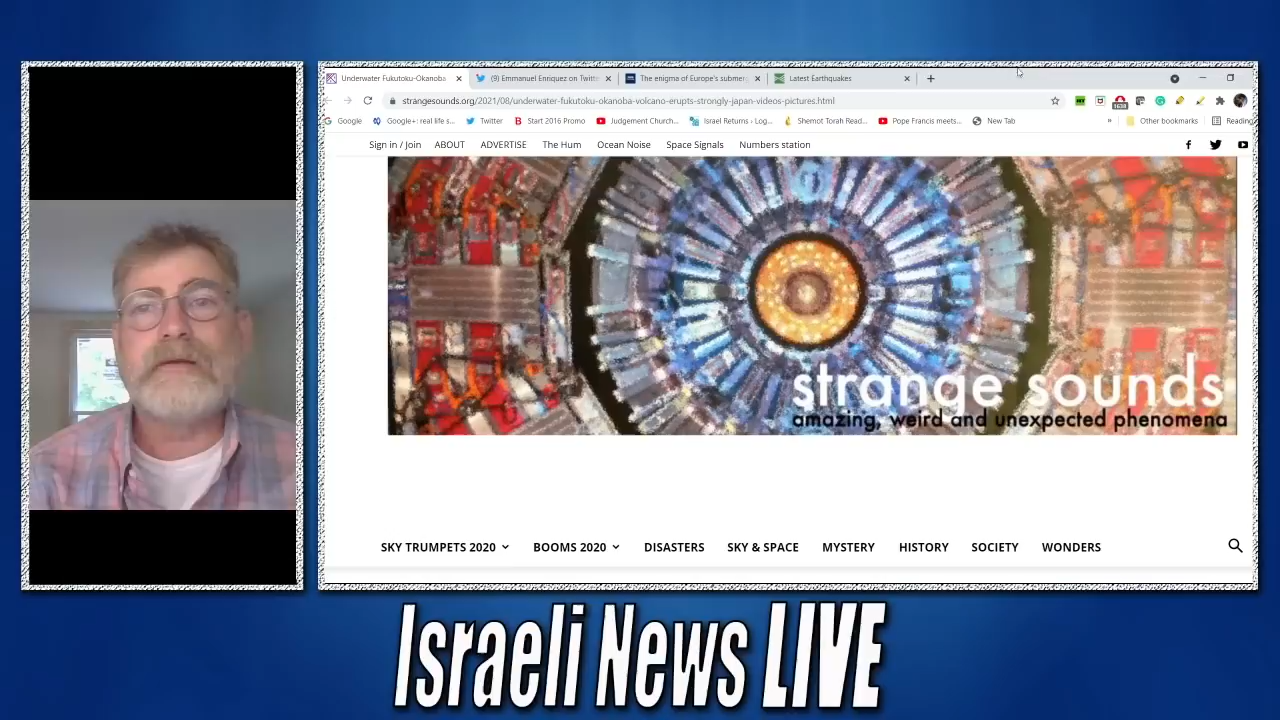 Underwater Fukutoku-Okanoba
(9) Emmanuel Enriquez on Twitte
The enigma of Europe's submer
Latest Earthquakes
strangesounds.org/2021/08/underwater-fukutoku-okanoba-volcano-erupts-strongly-japan-videos-pictures.html
Google
Google+: real life s...
Twitter
Start 2016 Promo
Judgement Church...
Israel Returns › Log...
Shemot Torah Read...
Pope Francis meets...
New Tab
»
Other bookmarks
Reading
Sign in / Join
ABOUT
ADVERTISE
The Hum
Ocean Noise
Space Signals
Numbers station
strange sounds
amazing, weird and unexpected phenomena
SKY TRUMPETS 2020
BOOMS 2020
DISASTERS
SKY & SPACE
MYSTERY
HISTORY
SOCIETY
WONDERS
Israeli News LIVE